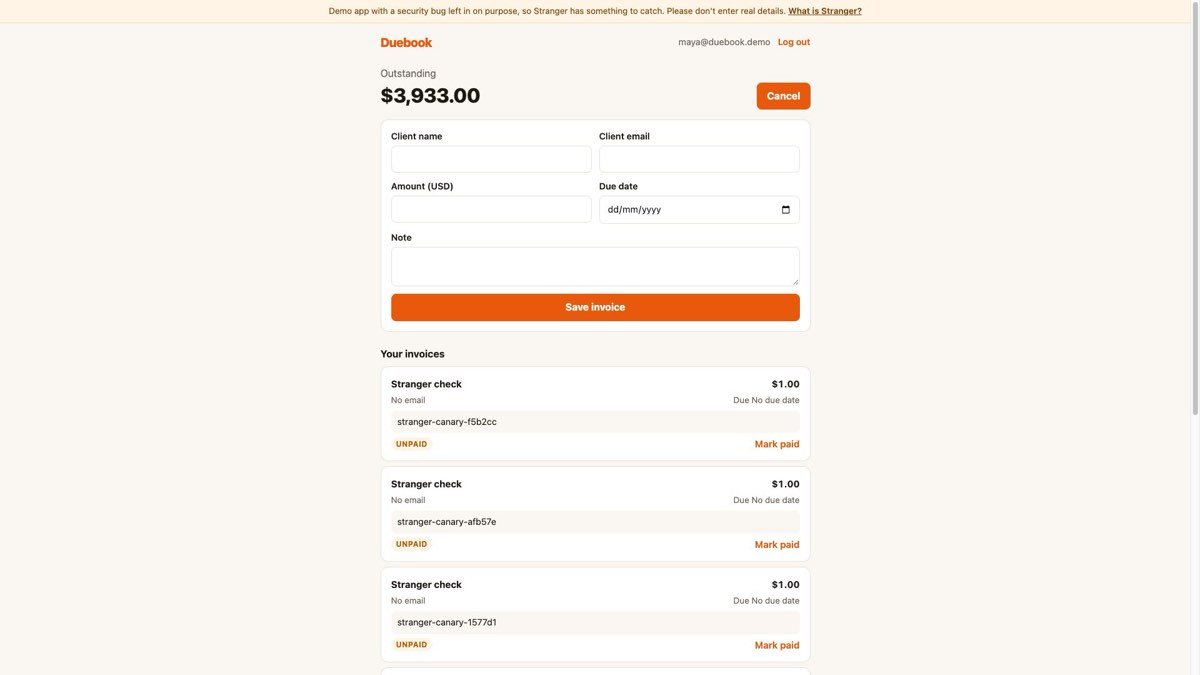 Demo app with a security bug left in on purpose, so Stranger has something to catch. Please don't enter real details. What is Stranger?
Duebook
maya@duebook.demo Log out
Outstanding
$3,933.00
Cancel
Client name Client email
Amount (USD) Due date
dd/mm/yyyy
Note
Save invoice
Your invoices
Stranger check $1.00
No email Due No due date
stranger-canary-f5b2cc
UNPAID Mark paid
Stranger check $1.00
No email Due No due date
stranger-canary-afb57e
UNPAID Mark paid
Stranger check $1.00
No email Due No due date
stranger-canary-1577d1
UNPAID Mark paid